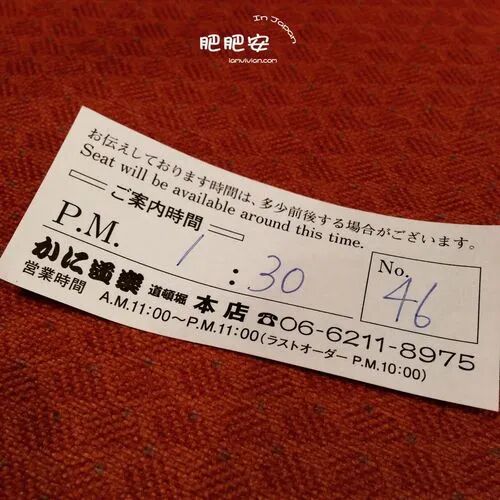 肥肥安
In Japan
ianvivian.com
お伝えしております時間は、多少前後する場合がございます。
Seat will be available around this time.
ご案内時間
P.M. 1 : 30
No.
46
かに道楽 道頓堀 本店 ☎06-6211-8975
営業時間 A.M.11:00～P.M.11:00(ラストオーダー P.M.10:00)